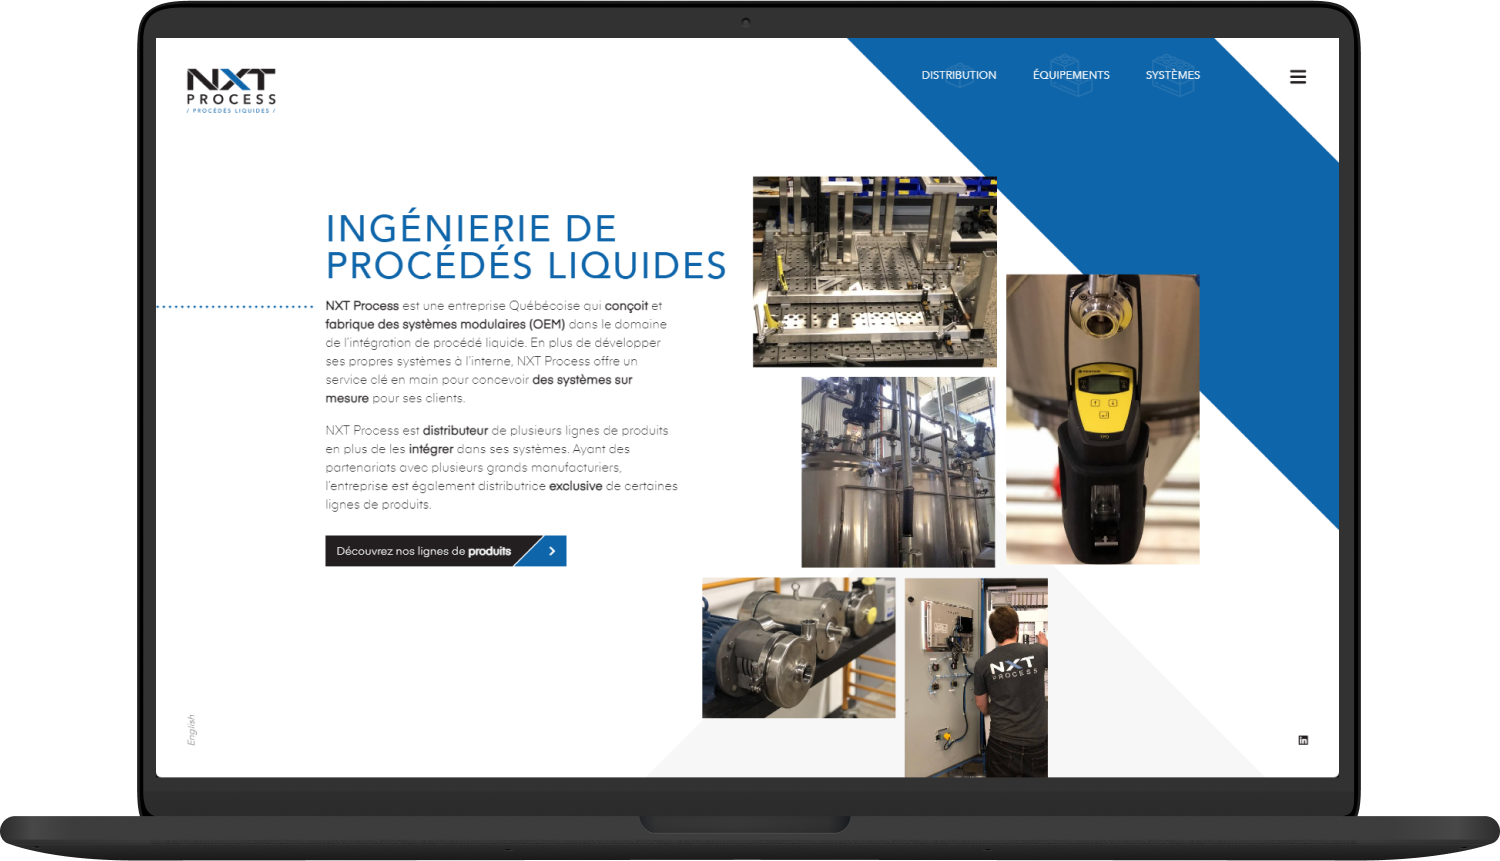 NXT
PROCESS
/ PROCÉDÉS LIQUIDES /
DISTRIBUTION
ÉQUIPEMENTS
SYSTÈMES
INGÉNIERIE DE
PROCÉDÉS LIQUIDES
NXT Process est une entreprise Québécoise qui conçoit et
fabrique des systèmes modulaires (OEM) dans le domaine
de l'intégration de procédé liquide. En plus de développer
ses propres systèmes à l'interne, NXT Process offre un
service clé en main pour concevoir des systèmes sur
mesure pour ses clients.
NXT Process est distributeur de plusieurs lignes de produits
en plus de les intégrer dans ses systèmes. Ayant des
partenariats avec plusieurs grands manufacturiers,
l'entreprise est également distributrice exclusive de certaines
lignes de produits.
Découvrez nos lignes de produits
NXT
PROCESS
English
in